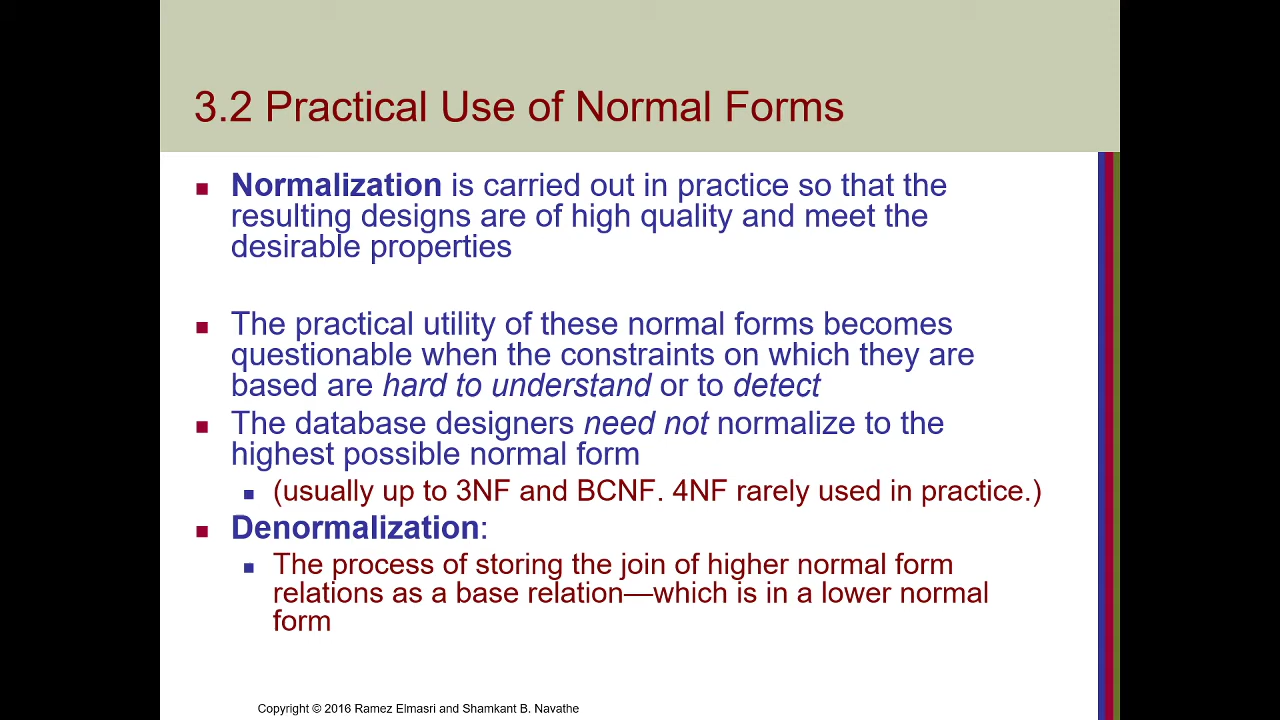 3.2 Practical Use of Normal Forms
Normalization is carried out in practice so that the
resulting designs are of high quality and meet the
desirable properties
The practical utility of these normal forms becomes
questionable when the constraints on which they are
based are hard to understand or to detect
The database designers need not normalize to the
highest possible normal form
(usually up to 3NF and BCNF. 4NF rarely used in practice.)
Denormalization:
The process of storing the join of higher normal form
relations as a base relation—which is in a lower normal
form
Copyright © 2016 Ramez Elmasri and Shamkant B. Navathe